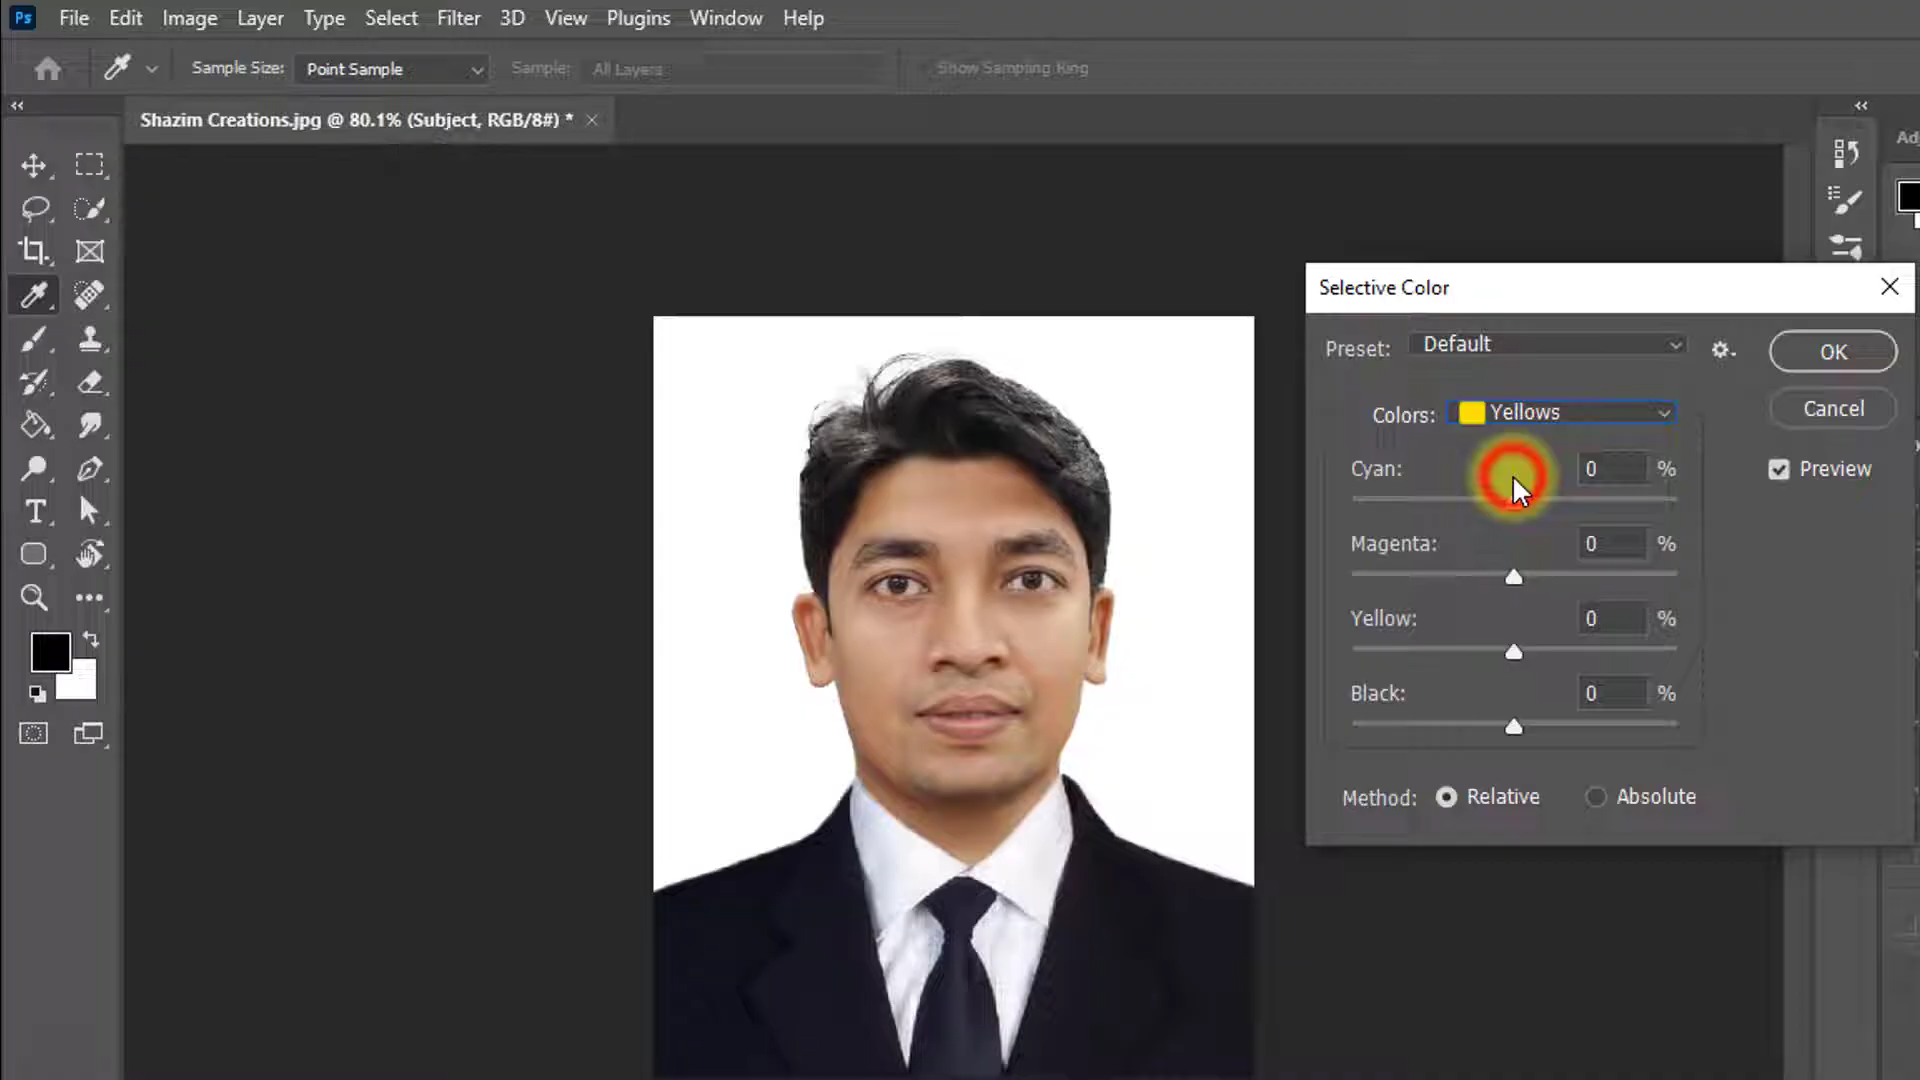 Ps File Edit Image Layer Type Select Filter 3D View Plugins Window Help
Sample Size: Point Sample Sample: All Layers Show Sampling Ring
Shazim Creations.jpg @ 80.1% (Subject, RGB/8#) * ×
Selective Color
Preset: Default
OK
Colors: Yellows
Cancel
Cyan: 0 %
Preview
Magenta: 0 %
Yellow: 0 %
Black: 0 %
Method: Relative Absolute